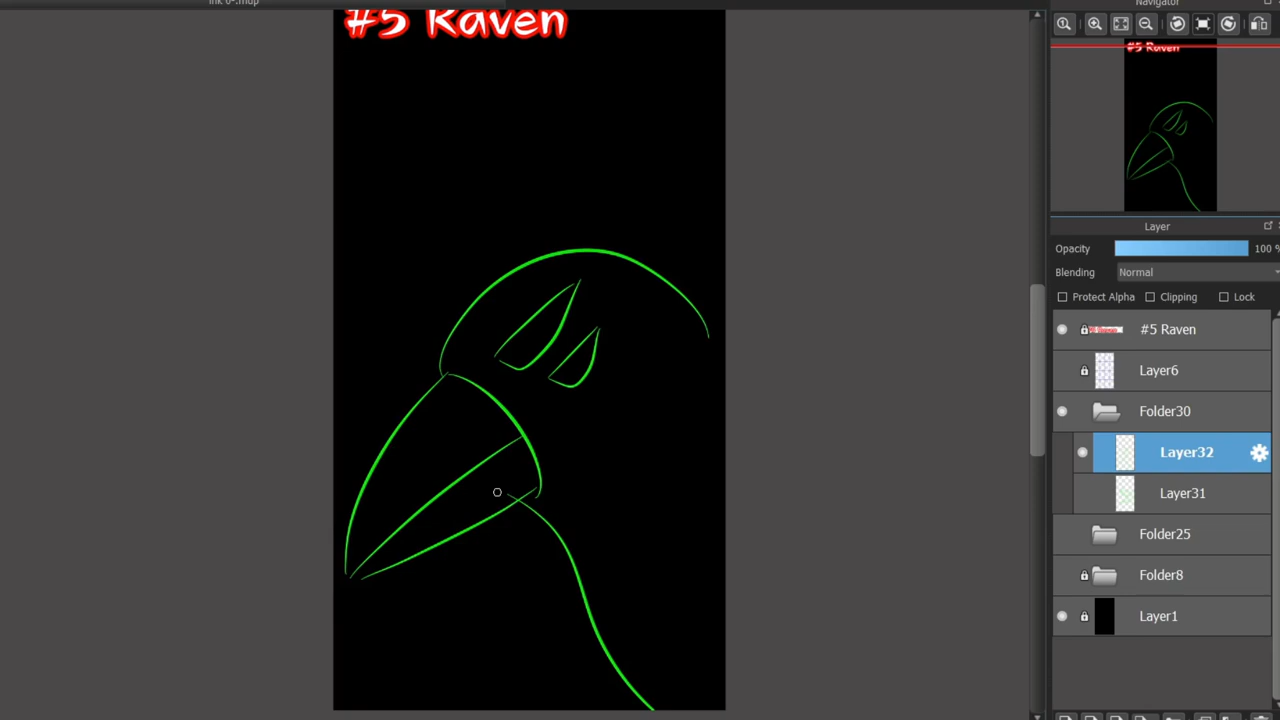 ink 6-.mdp
Navigator
#5 Raven
#5 Raven
Layer
Opacity 100 %
Blending Normal
Protect Alpha Clipping Lock
#5 Raven
Layer6
Folder30
Layer32
Layer31
Folder25
Folder8
Layer1